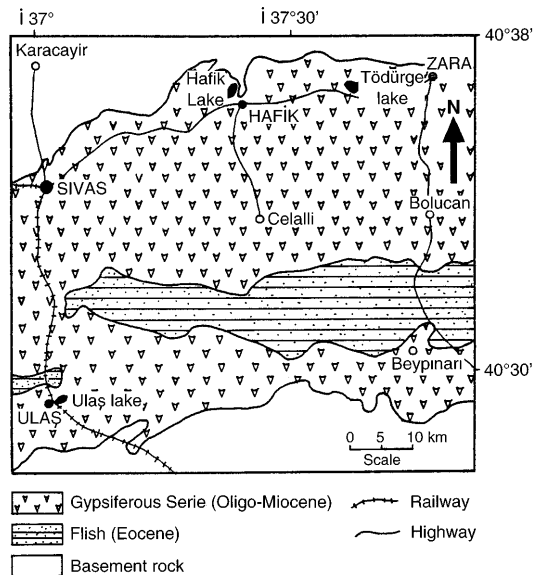 İ 37°
İ 37°30'
Karacayir
40°38'
ZARA
Hafik
Lake
Tödürge
lake
HAFİK
N
SIVAS
Celalli
Bolucan
Beypınarı
40°30'
Ulaş lake
ULAŞ
0 5 10 km
Scale
Gypsiferous Serie (Oligo-Miocene)
Railway
Flish (Eocene)
Highway
Basement rock